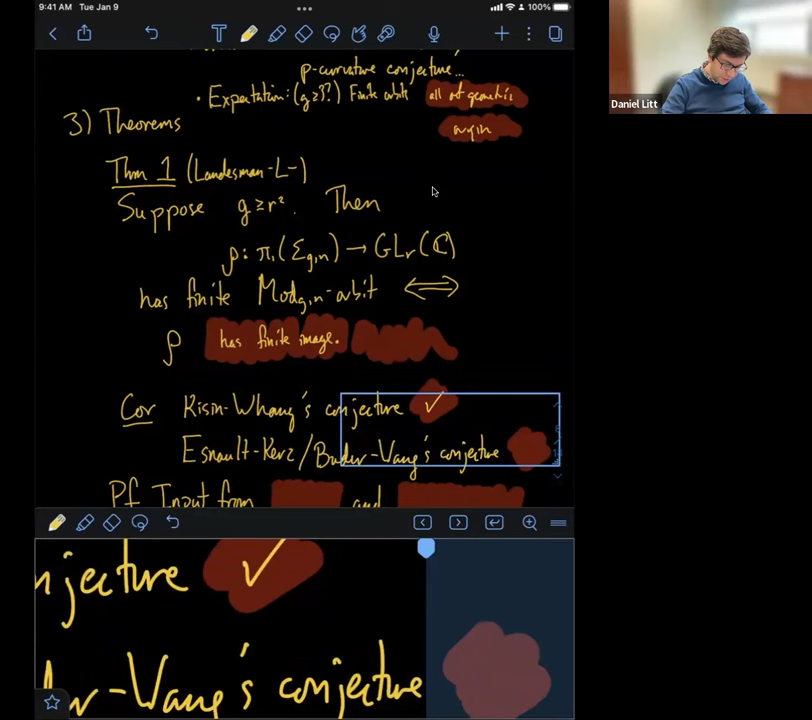 9:41 AM Tue Jan 9
100%
p-curvature conjecture...
• Expectation: (g≥3?) Finite orbits all of geometric
origin
3) Theorems
Thm 1 (Landesman-L-)
Suppose g≥r². Then
ρ: π₁(Σg,n) → GLr(ℂ)
has finite Modg,n-orbit ⟺
ρ has finite image.
Cor Kisin-Whang's conjecture ✓
Esnault-Kerz/Budur-Wang's conjecture
Pf Input from and
njecture ✓
-Wang's conjecture
Daniel Litt